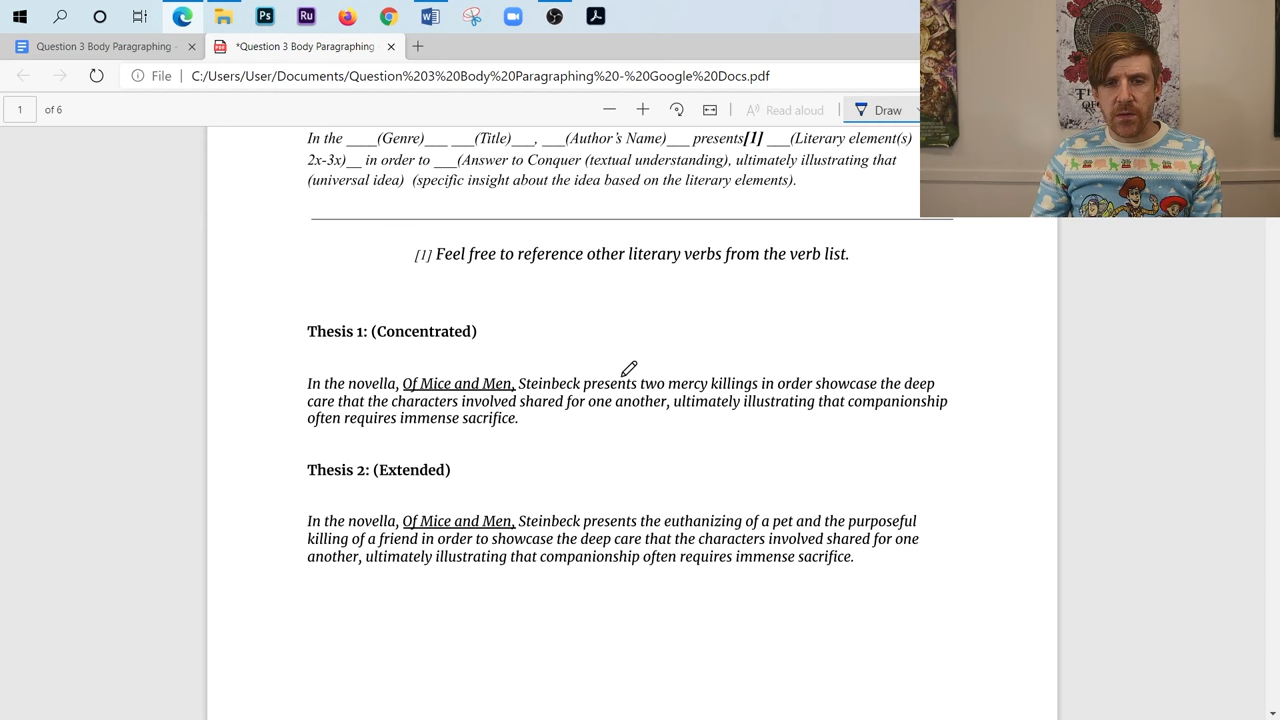 Question 3 Body Paragraphing -
*Question 3 Body Paragraphing
File | C:/Users/User/Documents/Question%203%20Body%20Paragraphing%20-%20Google%20Docs.pdf
1 of 6
Read aloud
Draw
In the ____(Genre)___ ___(Title)___, ___(Author's Name)___ presents[1] ___(Literary element(s)
2x-3x)__ in order to ___(Answer to Conquer (textual understanding), ultimately illustrating that
(universal idea) (specific insight about the idea based on the literary elements).
[1] Feel free to reference other literary verbs from the verb list.
Thesis 1: (Concentrated)
In the novella, Of Mice and Men, Steinbeck presents two mercy killings in order showcase the deep
care that the characters involved shared for one another, ultimately illustrating that companionship
often requires immense sacrifice.
Thesis 2: (Extended)
In the novella, Of Mice and Men, Steinbeck presents the euthanizing of a pet and the purposeful
killing of a friend in order to showcase the deep care that the characters involved shared for one
another, ultimately illustrating that companionship often requires immense sacrifice.